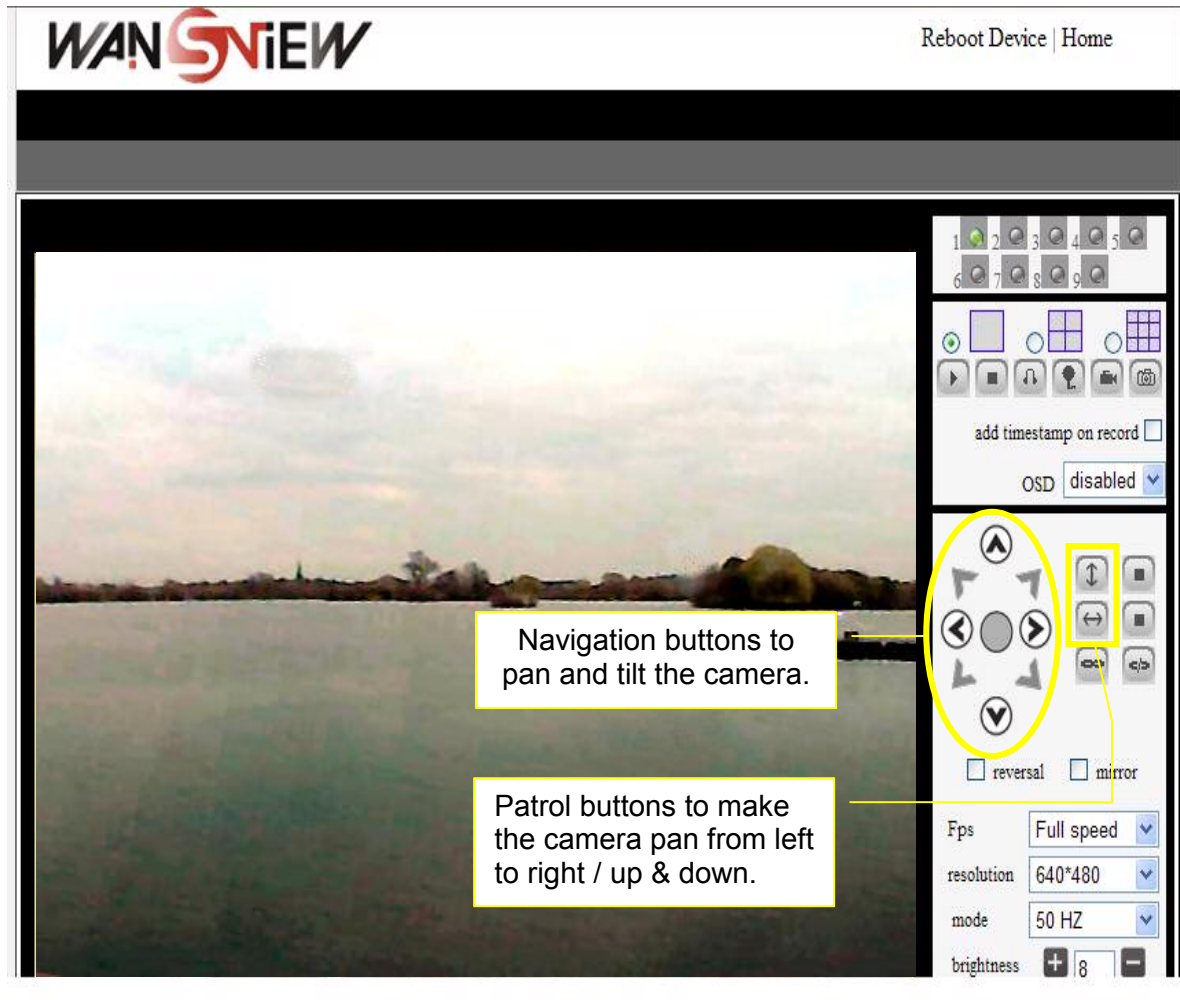 WANSVIEW
Reboot Device | Home
1 2 3 4 5
6 7 8 9
add timestamp on record
OSD disabled
Navigation buttons to
pan and tilt the camera.
reversal mirror
Patrol buttons to make
the camera pan from left
to right / up & down.
Fps Full speed
resolution 640*480
mode 50 HZ
brightness + 8 -